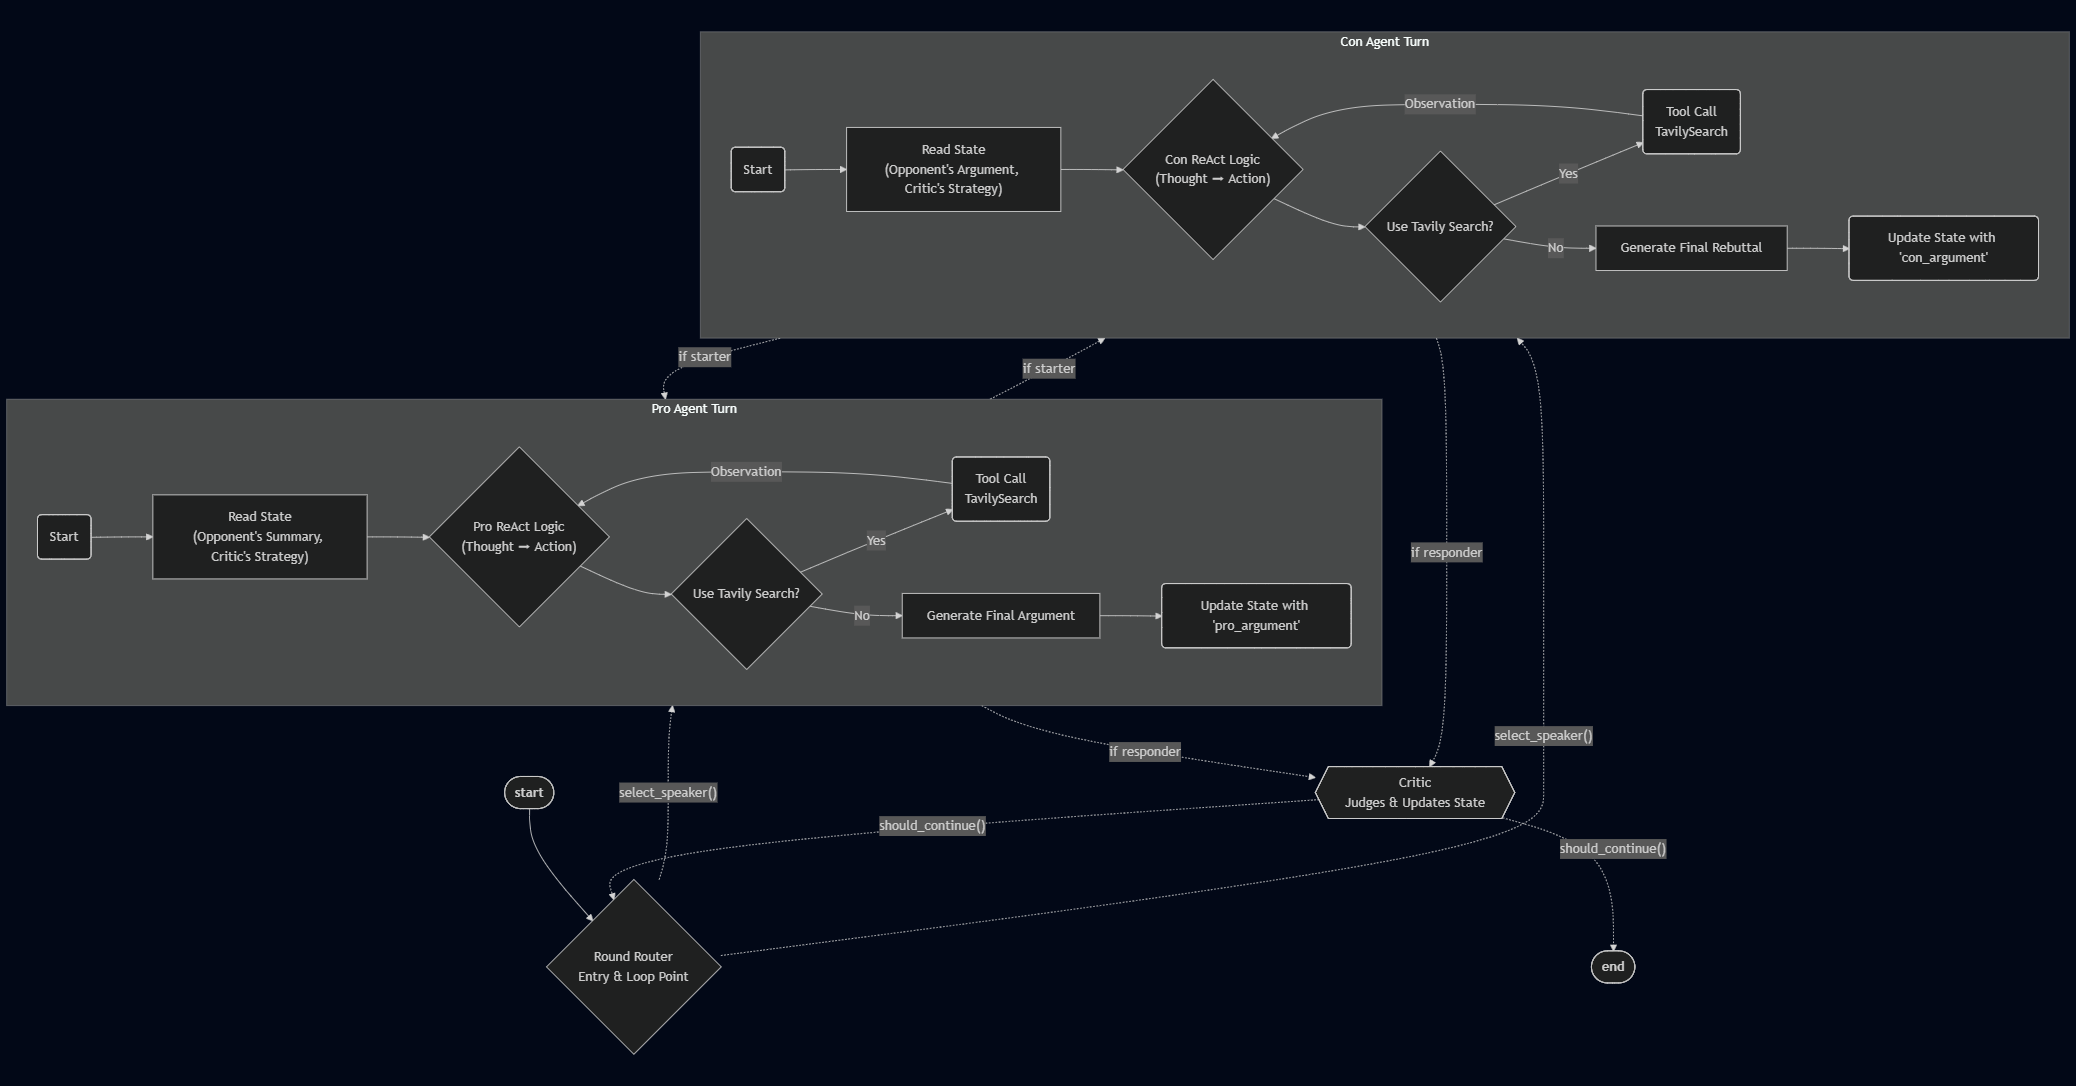 Con Agent Turn
Start
Read State
(Opponent's Argument,
Critic's Strategy)
Con ReAct Logic
(Thought → Action)
Observation
Tool Call
TavilySearch
Use Tavily Search?
Yes
No
Generate Final Rebuttal
Update State with
'con_argument'
if starter
if starter
Pro Agent Turn
Start
Read State
(Opponent's Summary,
Critic's Strategy)
Pro ReAct Logic
(Thought → Action)
Observation
Tool Call
TavilySearch
Use Tavily Search?
Yes
No
Generate Final Argument
Update State with
'pro_argument'
if responder
if responder
select_speaker()
start
select_speaker()
Critic
Judges & Updates State
should_continue()
should_continue()
Round Router
Entry & Loop Point
end